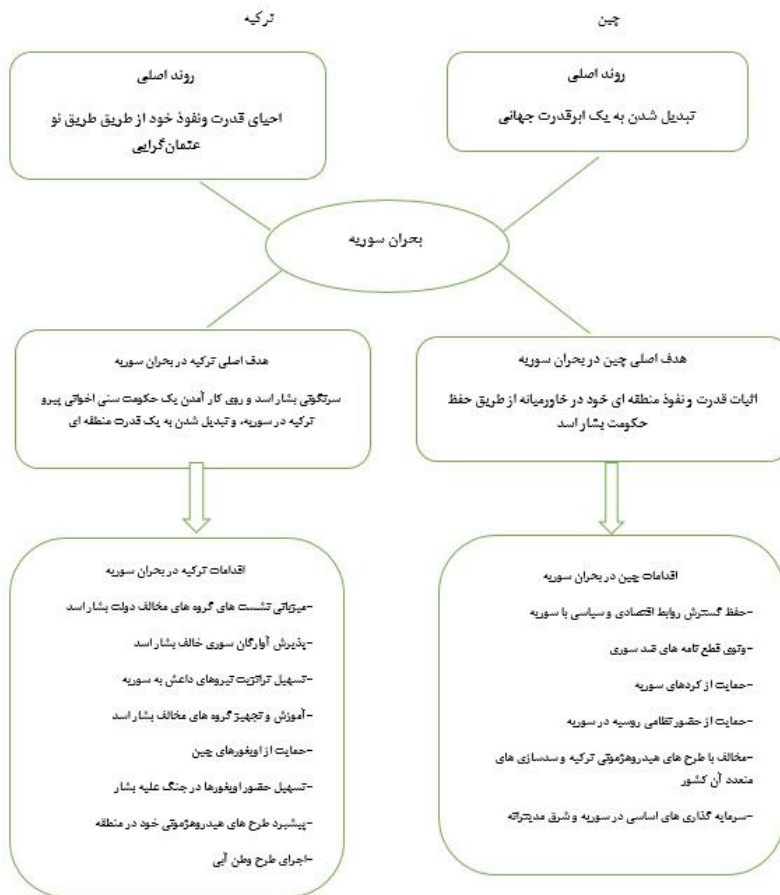 چین
ترکیه
روند اصلی
تبدیل شدن به یک ابرقدرت جهانی
روند اصلی
احیای قدرت ونفوذ خود از طریق طریق نو
عثمان‌گرایی
بحران سوریه
هدف اصلی چین در بحران سوریه
اثبات قدرت و نفوذ منطقه ای خود در خاورمیانه از طریق حفظ
حکومت بشار اسد
هدف اصلی ترکیه در بحران سوریه
سرنگونی بشار اسد و روی کار آمدن یک حکومت سنی اخوانی پیرو
ترکیه در سوریه، و تبدیل شدن به یک قدرت منطقه ای
اقدامات چین در بحران سوریه
-حفظ گسترش روابط اقتصادی و سیاسی با سوریه
-وتوی قطع نامه های ضد سوری
-حمایت از کردهای سوریه
-حمایت از حضور نظامی روسیه در سوریه
-مخالف با طرح های هیدروهژمونی ترکیه و سدسازی های
متعدد آن کشور
-سرمایه گذاری های اساسی در سوریه و شرق مدیترانه
اقدامات ترکیه در بحران سوریه
-میزبانی نشست های گروه های مخالف دولت بشار اسد
-پذیرش آوارگان سوری خالف بشار اسد
-تسهیل ترانزیت نیروهای داعش به سوریه
-آموزش و تجهیز گروه های مخالف بشار اسد
-حمایت از اویغورهای چین
-تسهیل حضور اویغورها در جنگ علیه بشار
-پیشبرد طرح های هیدروهژمونی خود در منطقه
-اجرای طرح وطن آبی